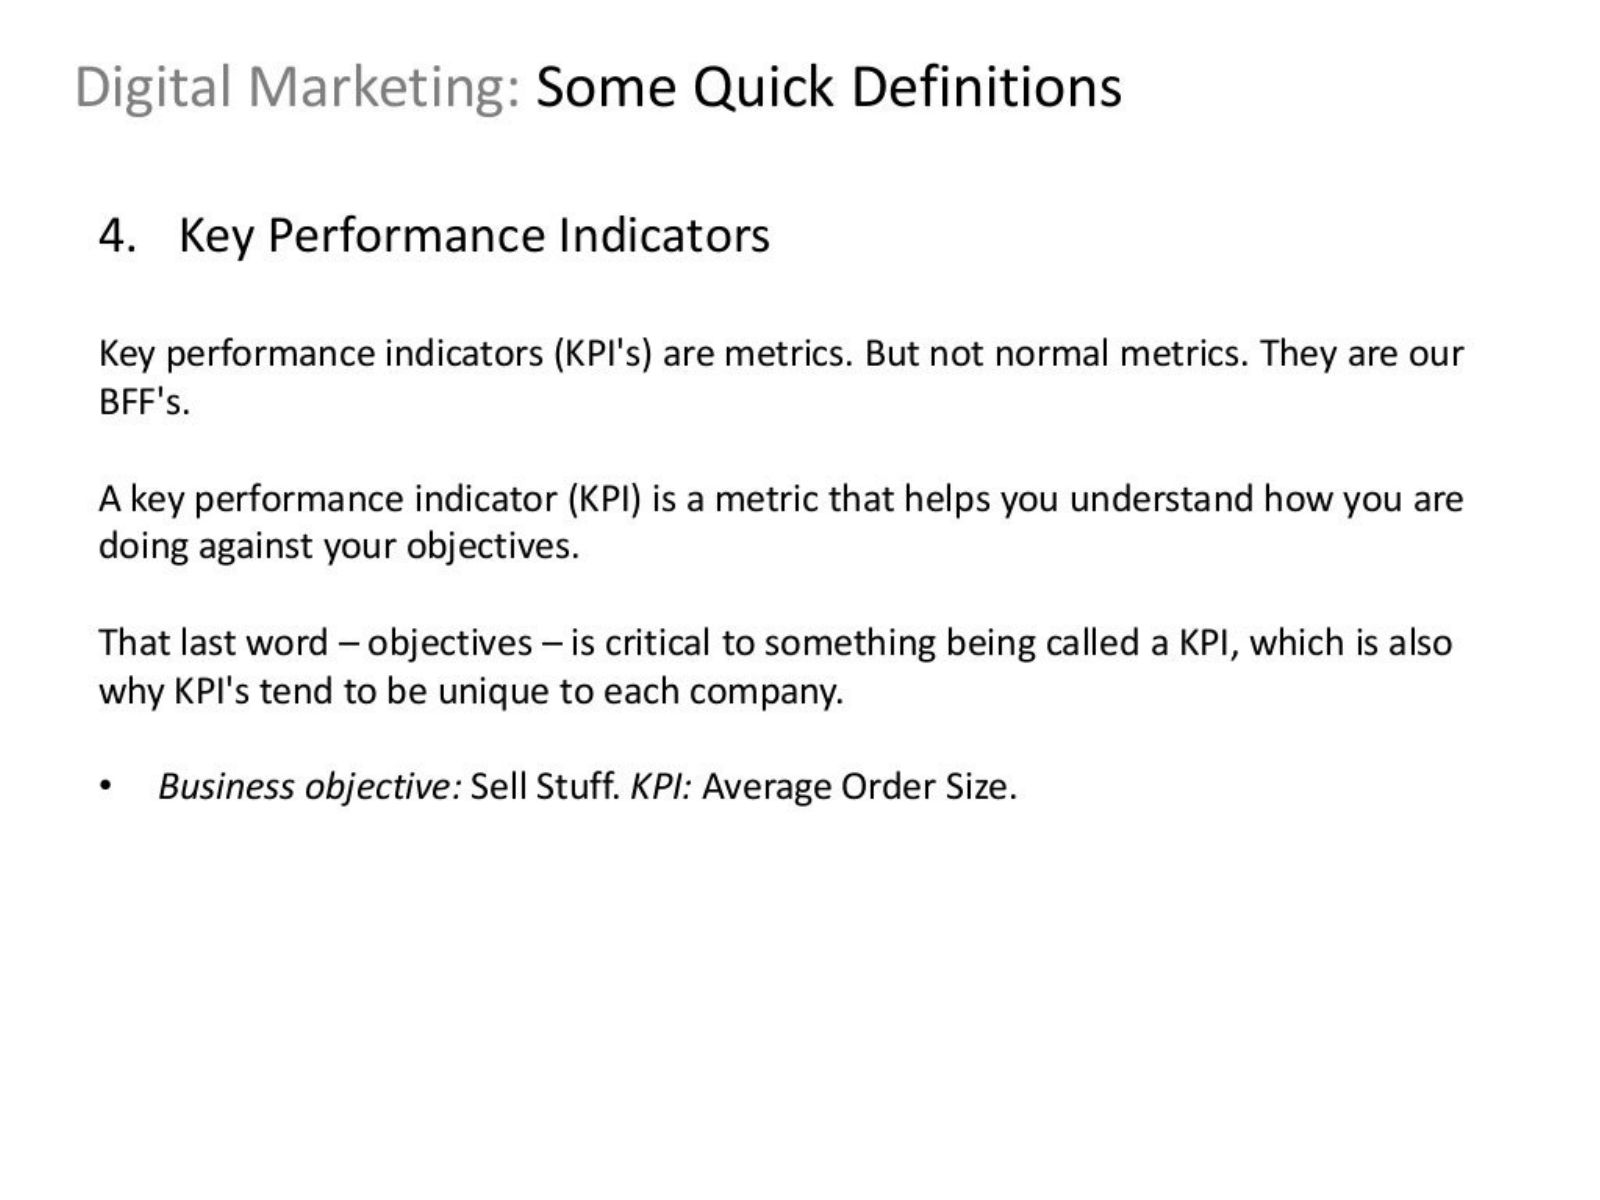 Digital Marketing: Some Quick Definitions
4. Key Performance Indicators
Key performance indicators (KPI's) are metrics. But not normal metrics. They are our
BFF's.
A key performance indicator (KPI) is a metric that helps you understand how you are
doing against your objectives.
That last word – objectives – is critical to something being called a KPI, which is also
why KPI's tend to be unique to each company.
• Business objective: Sell Stuff. KPI: Average Order Size.